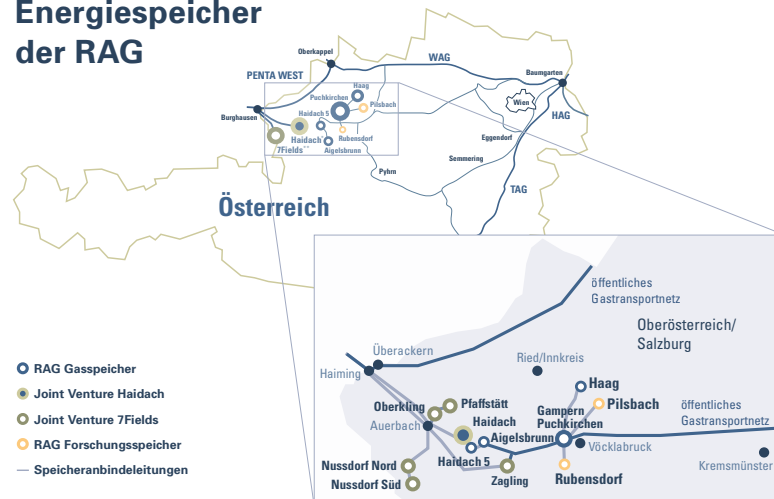 Energiespeicher
der RAG
Oberkappel
WAG
PENTA WEST
Baumgarten
Haag
Puchkirchen
Pilsbach
Wien
Burghausen
Haidach 5
HAG
Rubensdorf
Haidach*
Eggendorf
7Fields**
Aigelsbrunn
Semmering
Pyhrn
TAG
Österreich
öffentliches
Gastransportnetz
Oberösterreich/
Salzburg
Überackern
Ried/Innkreis
Haiming
RAG Gasspeicher
Joint Venture Haidach
Joint Venture 7Fields
RAG Forschungsspeicher
Speicheranbindeleitungen
Haag
Pfaffstätt
Pilsbach
Oberkling
Gampern
öffentliches
Gastransportnetz
Haidach
Puchkirchen
Auerbach
Aigelsbrunn
Vöcklabruck
Haidach 5
Nussdorf Nord
Kremsmünster
Zagling
Rubensdorf
Nussdorf Süd